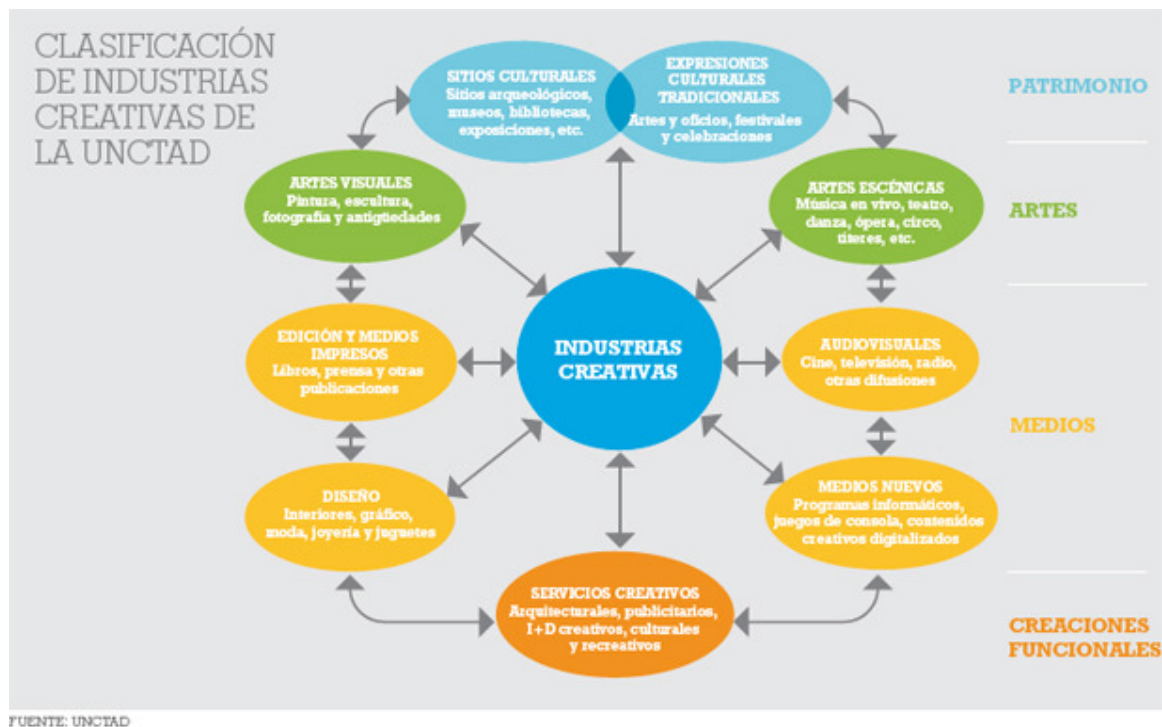 CLASIFICACIÓN
DE INDUSTRIAS
CREATIVAS DE
LA UNCTAD
SITIOS CULTURALES
Sitios arqueológicos,
museos, bibliotecas,
exposiciones, etc.
EXPRESIONES
CULTURALES
TRADICIONALES
Artes y oficios, festivales
y celebraciones
PATRIMONIO
ARTES VISUALES
Pintura, escultura,
fotografía y antigüedades
ARTES ESCÉNICAS
Música en vivo, teatro,
danza, ópera, circo,
títeres, etc.
ARTES
EDICIÓN Y MEDIOS
IMPRESOS
Libros, prensa y otras
publicaciones
INDUSTRIAS
CREATIVAS
AUDIOVISUALES
Cine, televisión, radio,
otras difusiones
MEDIOS
DISEÑO
Interiores, gráfico,
moda, joyería y juguetes
MEDIOS NUEVOS
Programas informáticos,
juegos de consola, contenidos
creativos digitalizados
SERVICIOS CREATIVOS
Arquitecturales, publicitarios,
I+D creativos, culturales
y recreativos
CREACIONES
FUNCIONALES
FUENTE: UNCTAD